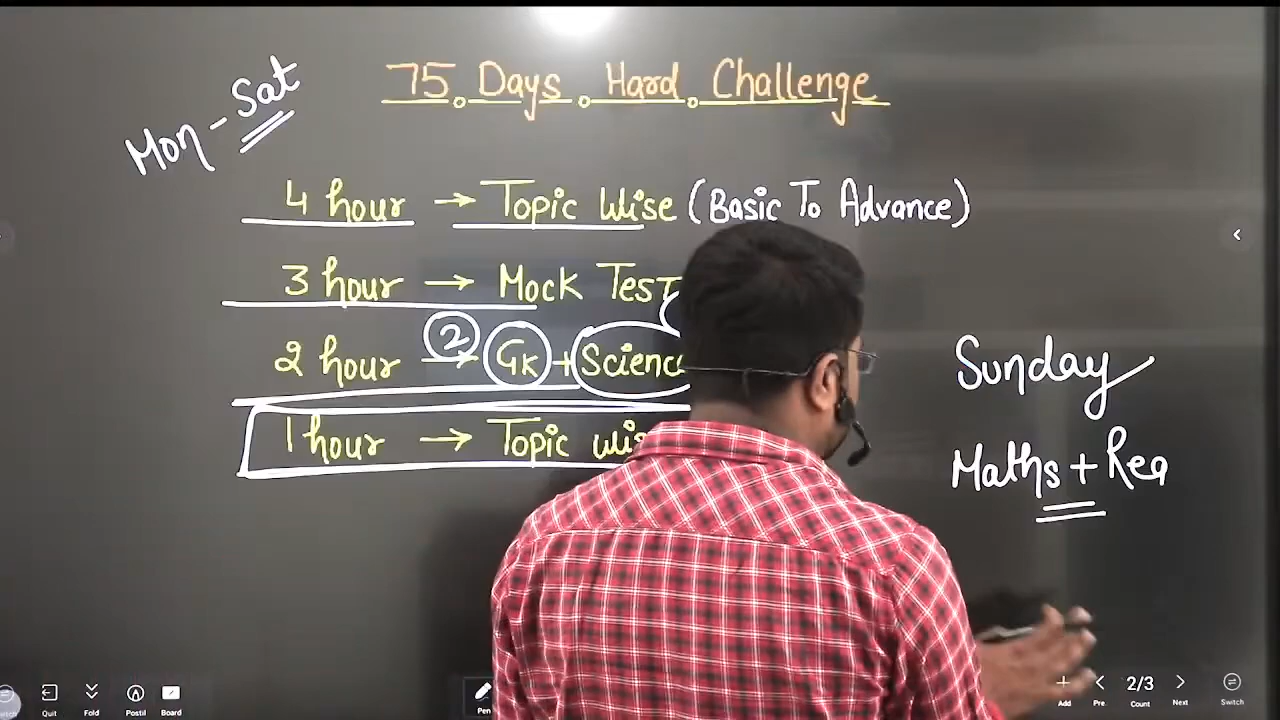 75 Days Hard Challenge
Mon - Sat
4 hour → Topic Wise (Basic To Advance)
3 hour → Mock Test
2 hour → 2 Gk + Science
1 hour → Topic
Sunday
Maths + Rea
Quit
Fold
Postil
Board
Pen
Add
Pre.
2/3
Count
Next
Switch